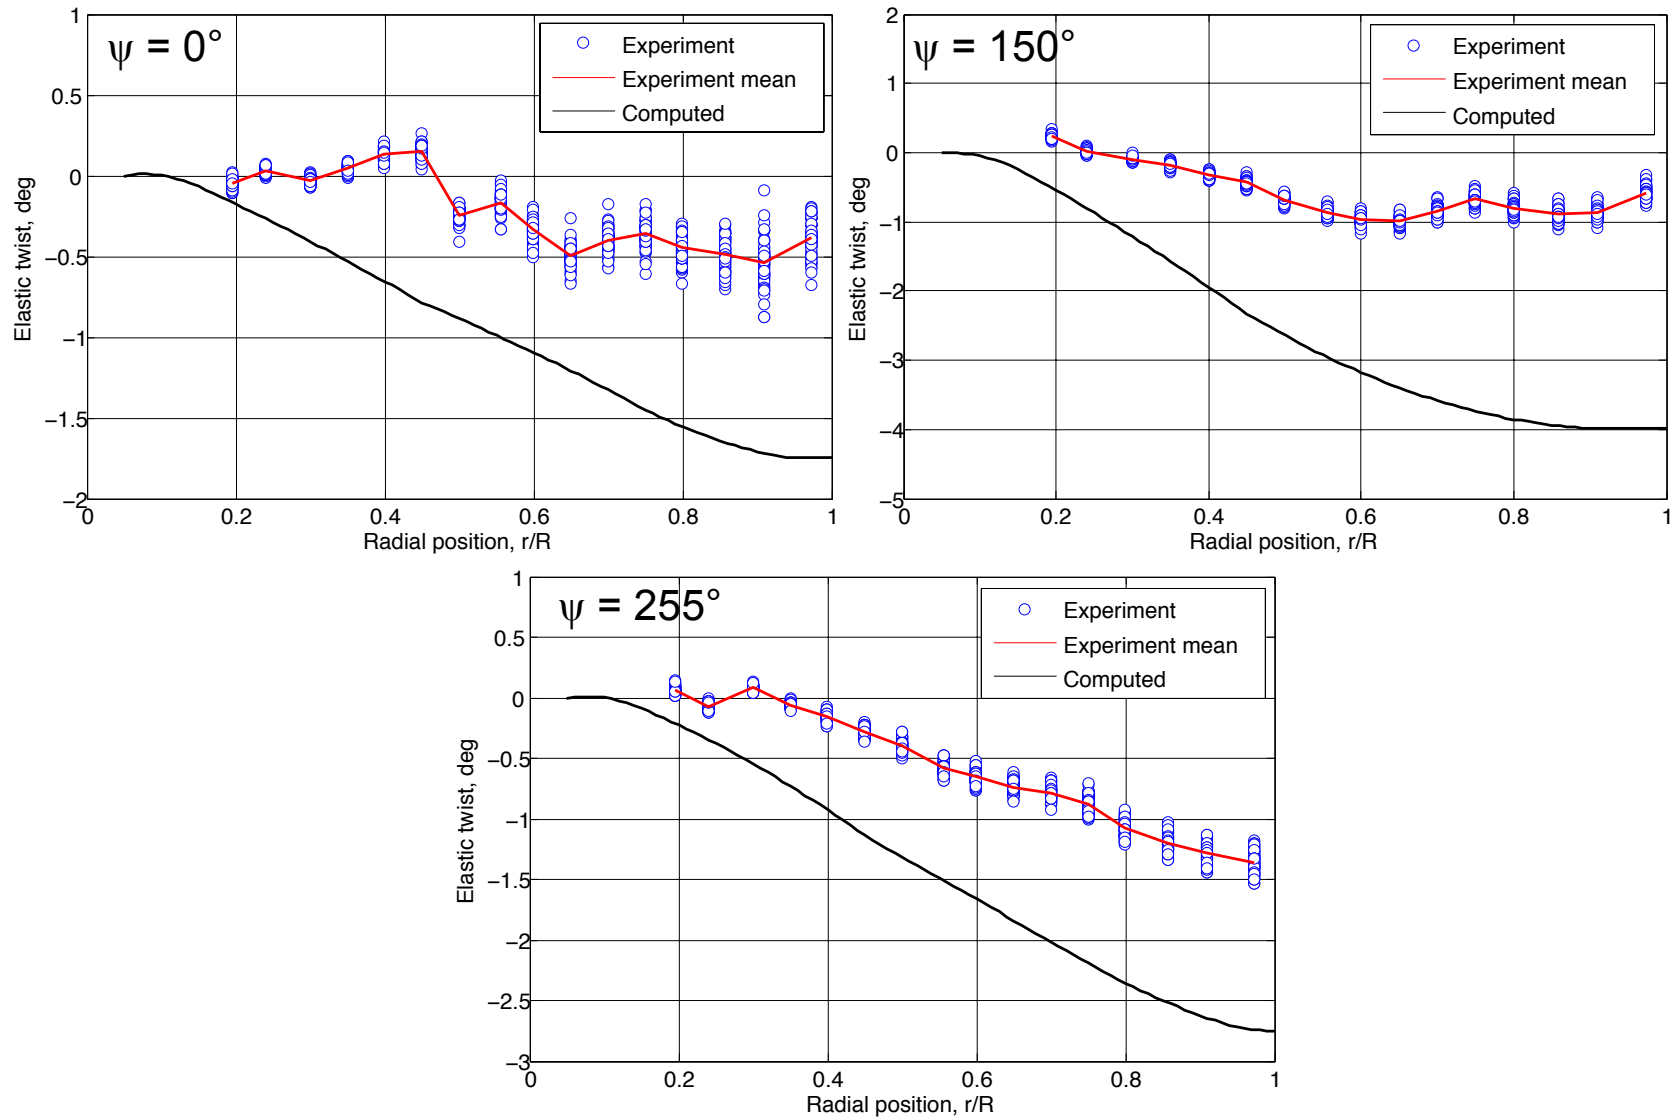 ψ = 0°
Experiment
Experiment mean
Computed
1
0.5
0
−0.5
−1
−1.5
−2
0 0.2 0.4 0.6 0.8 1
Elastic twist, deg
Radial position, r/R
ψ = 150°
Experiment
Experiment mean
Computed
2
1
0
−1
−2
−3
−4
−5
0 0.2 0.4 0.6 0.8 1
Elastic twist, deg
Radial position, r/R
ψ = 255°
Experiment
Experiment mean
Computed
1
0.5
0
−0.5
−1
−1.5
−2
−2.5
−3
0 0.2 0.4 0.6 0.8 1
Elastic twist, deg
Radial position, r/R